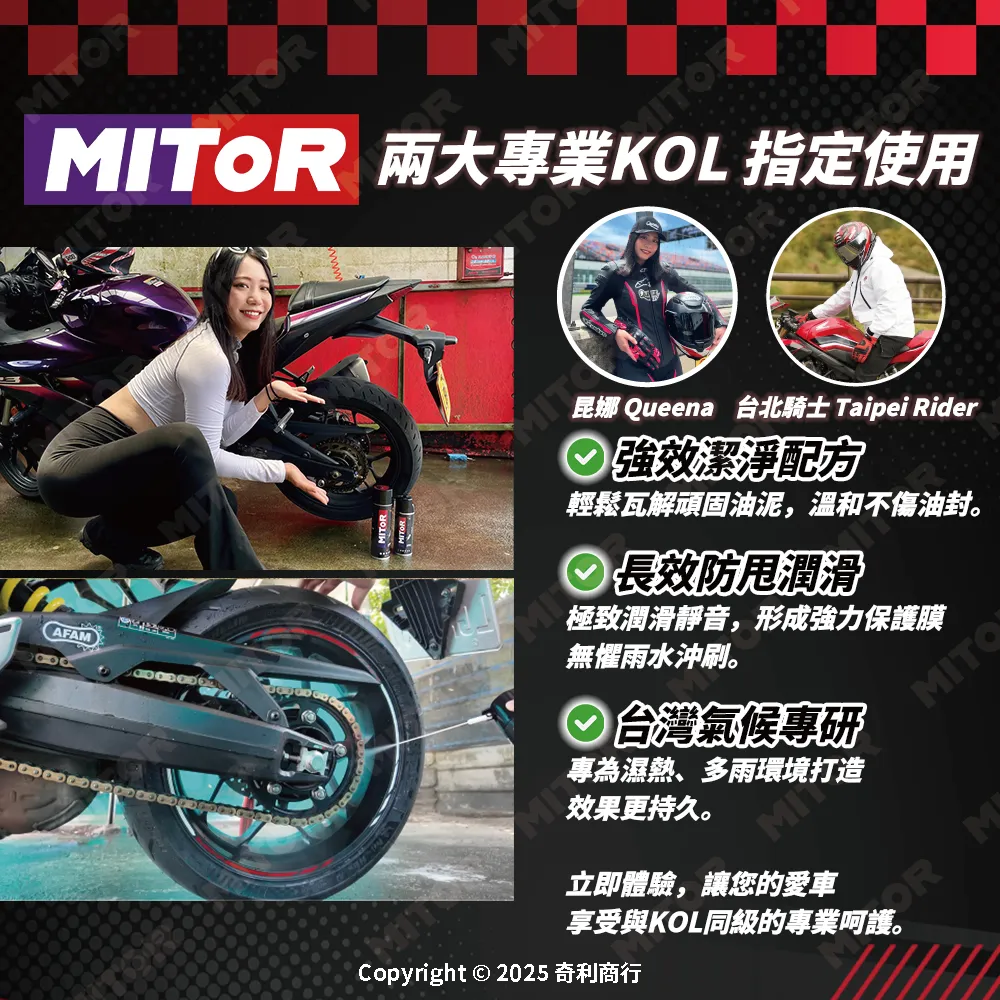 MITOR 兩大專業KOL 指定使用
昆娜 Queena 台北騎士 Taipei Rider
強效潔淨配方
輕鬆瓦解頑固油泥，溫和不傷油封。
長效防甩潤滑
極致潤滑靜音，形成強力保護膜
無懼雨水沖刷。
台灣氣候專研
專為濕熱、多雨環境打造
效果更持久。
立即體驗，讓您的愛車
享受與KOL同級的專業呵護。
MITOR
MITOR
AFAM
Copyright © 2025 奇利商行